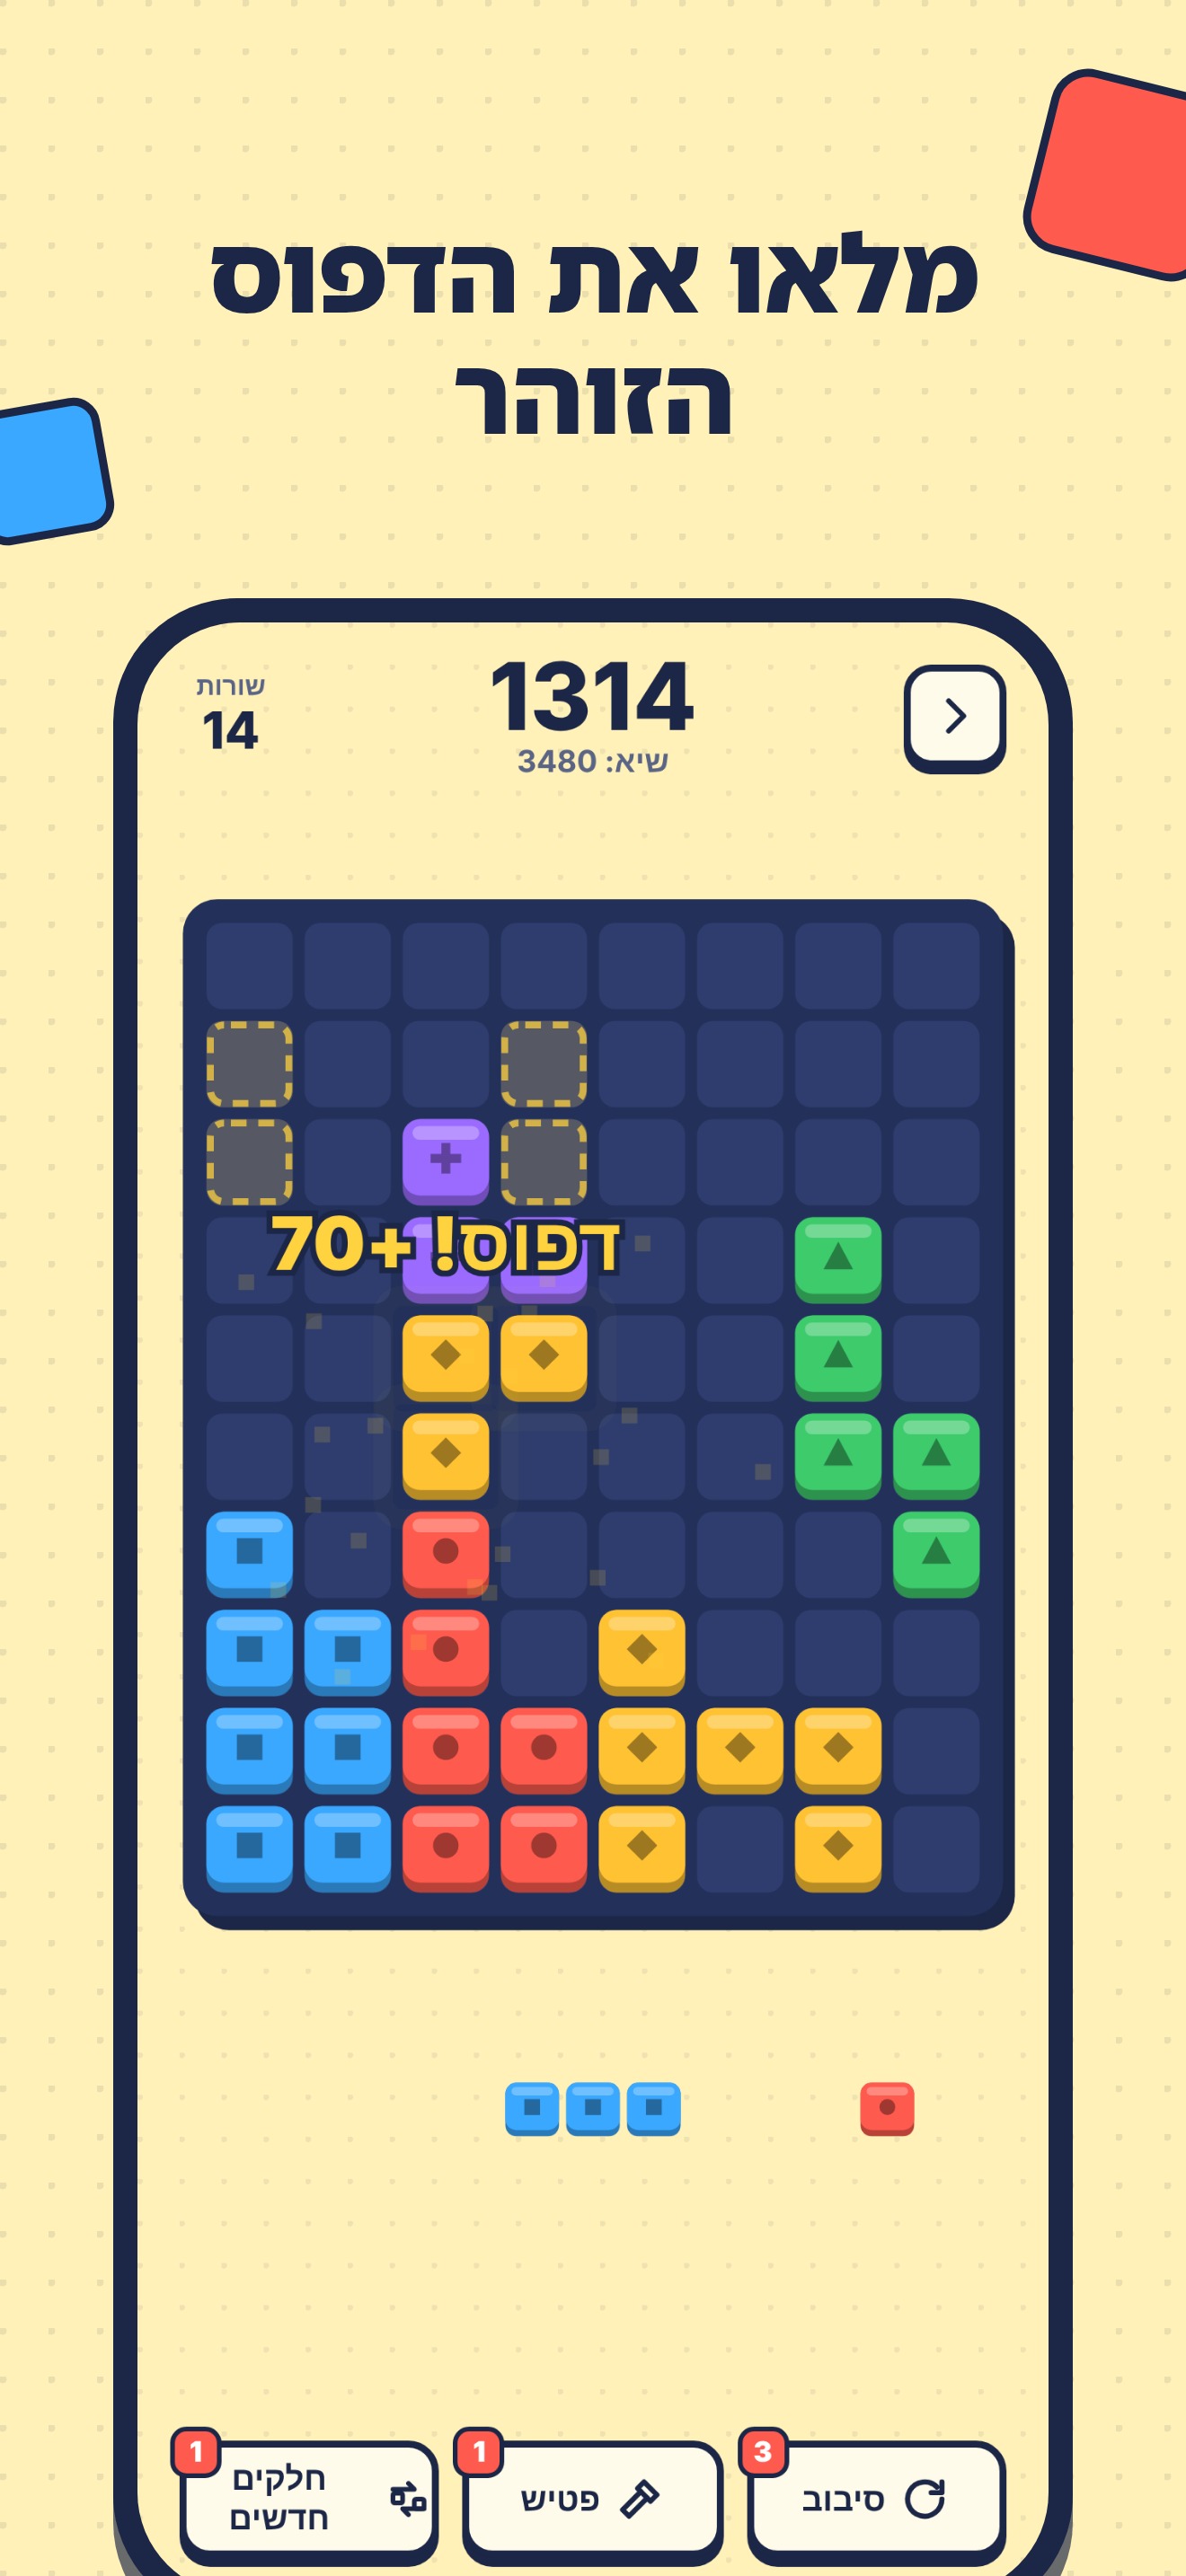 מלאו את הדפוס
הזוהר
1314
שיא: 3480
שורות
14
דפוס! +70
3
סיבוב
1
פטיש
1
חלקים
חדשים